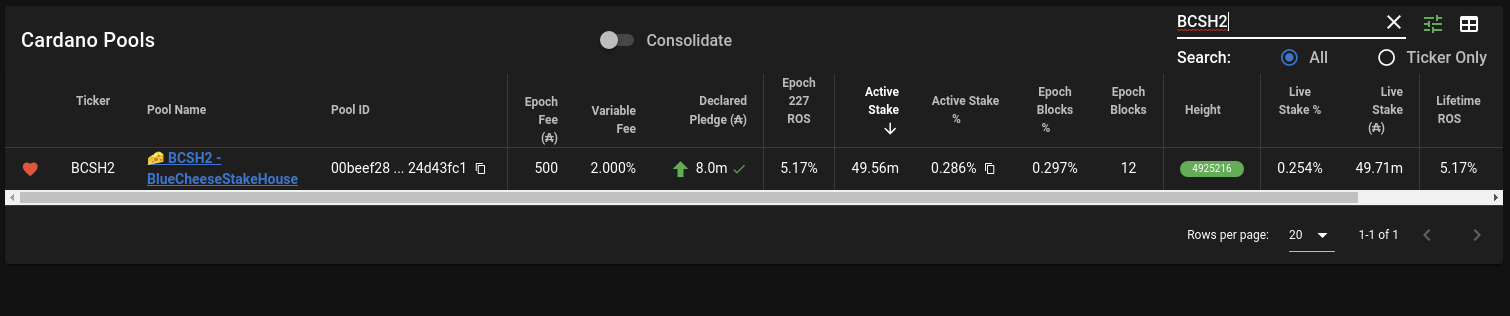 Cardano Pools
Consolidate
BCSH2
Search:
All
Ticker Only
Ticker
Pool Name
Pool ID
Epoch
Fee
(₳)
Variable
Fee
Declared
Pledge (₳)
Epoch
227
ROS
Active
Stake
Active Stake
%
Epoch
Blocks
%
Epoch
Blocks
Height
Live
Stake %
Live
Stake
(₳)
Lifetime
ROS
BCSH2
🧀 BCSH2 -
BlueCheeseStakeHouse
00beef28 ... 24d43fc1
500
2.000%
8.0m
5.17%
49.56m
0.286%
0.297%
12
4925216
0.254%
49.71m
5.17%
Rows per page:
20
1-1 of 1